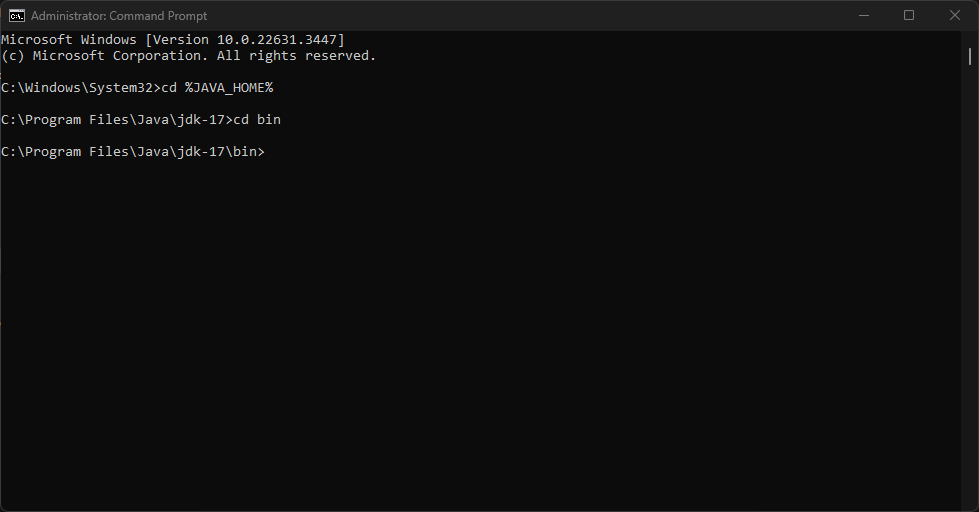 Administrator: Command Prompt
Microsoft Windows [Version 10.0.22631.3447]
(c) Microsoft Corporation. All rights reserved.
C:\Windows\System32>cd %JAVA_HOME%
C:\Program Files\Java\jdk-17>cd bin
C:\Program Files\Java\jdk-17\bin>